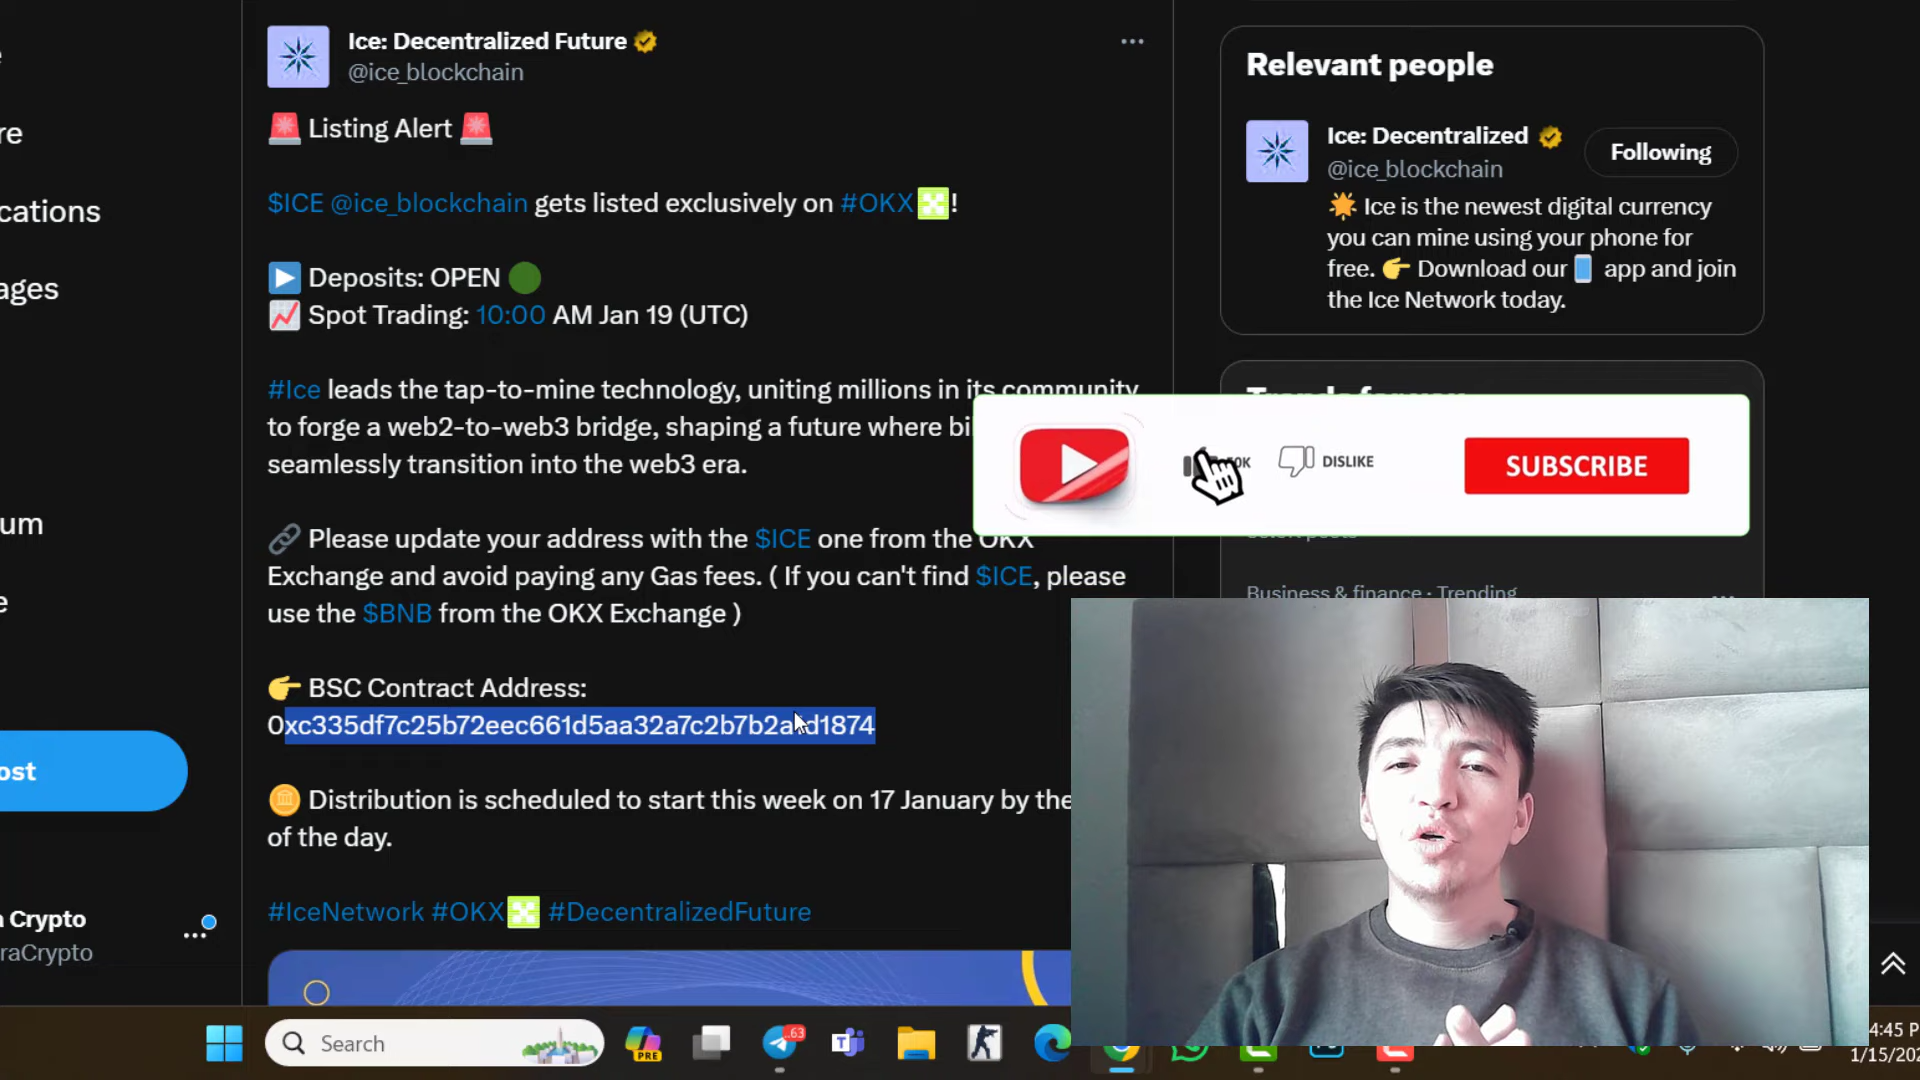 Ice: Decentralized Future
@ice_blockchain
Listing Alert
$ICE @ice_blockchain gets listed exclusively on #OKX !
Deposits: OPEN
Spot Trading: 10:00 AM Jan 19 (UTC)
#Ice leads the tap-to-mine technology, uniting millions in its community
to forge a web2-to-web3 bridge, shaping a future where
seamlessly transition into the web3 era.
Please update your address with the $ICE one from the OKX
Exchange and avoid paying any Gas fees. ( If you can't find $ICE, please
use the $BNB from the OKX Exchange )
BSC Contract Address:
Distribution is scheduled to start this week on 17 January by the
of the day.
#IceNetwork #OKX #DecentralizedFuture
Relevant people
Ice: Decentralized
@ice_blockchain
Following
Ice is the newest digital currency
you can mine using your phone for
free. Download our app and join
the Ice Network today.
DISLIKE
SUBSCRIBE
Business & finance · Trending
re
cations
ages
um
ost
Crypto
raCrypto
Search
PRE
63
4:45 P
1/15/202